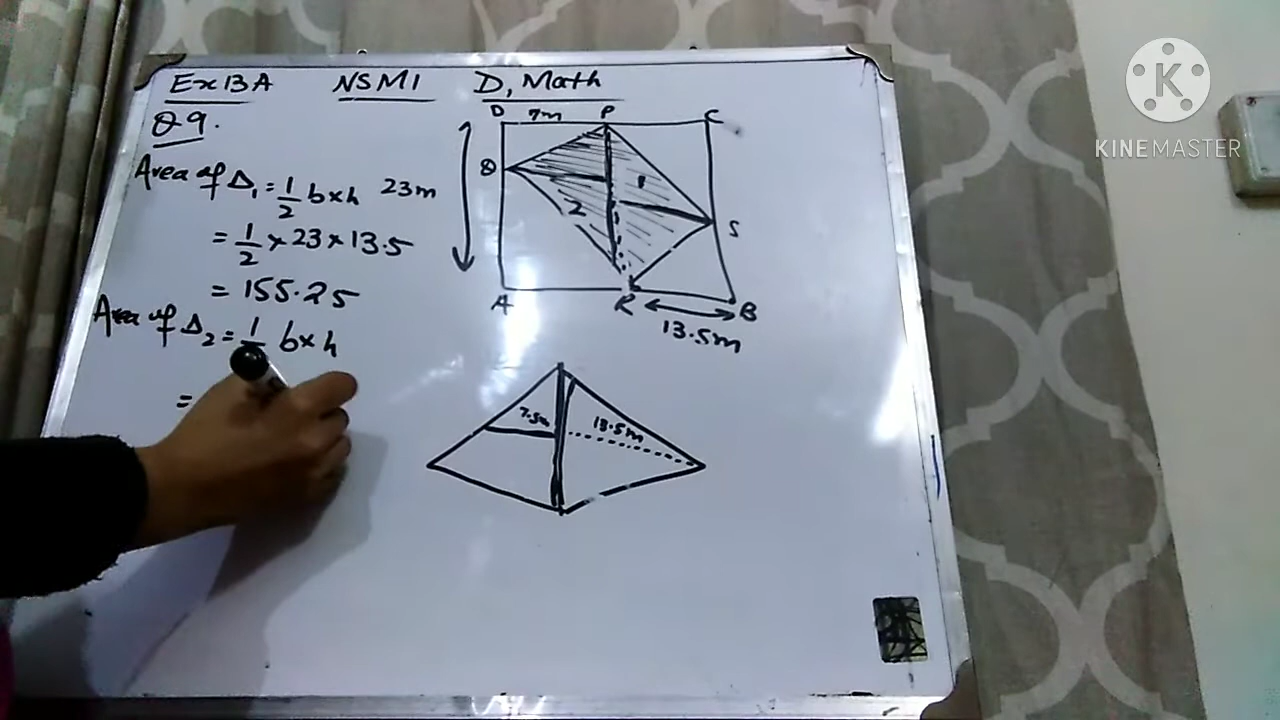 Ex 13A NSM1 D, Math
Q9.
Area of Δ₁ = 1/2 b×h 23m
= 1/2 × 23 × 13.5
= 155.25
Area of Δ₂ = 1/ b×h
=
D 7m P C
Q
1
2
S
A R B
13.5m
7.5m 13.5m
K
KINEMASTER